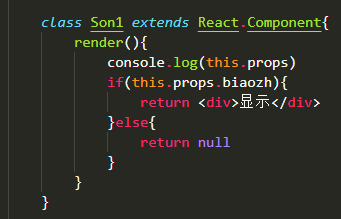 class Son1 extends React.Component{
render(){
console.log(this.props)
if(this.props.biaozh){
return <div>显示</div>
}else{
return null
}
}
}